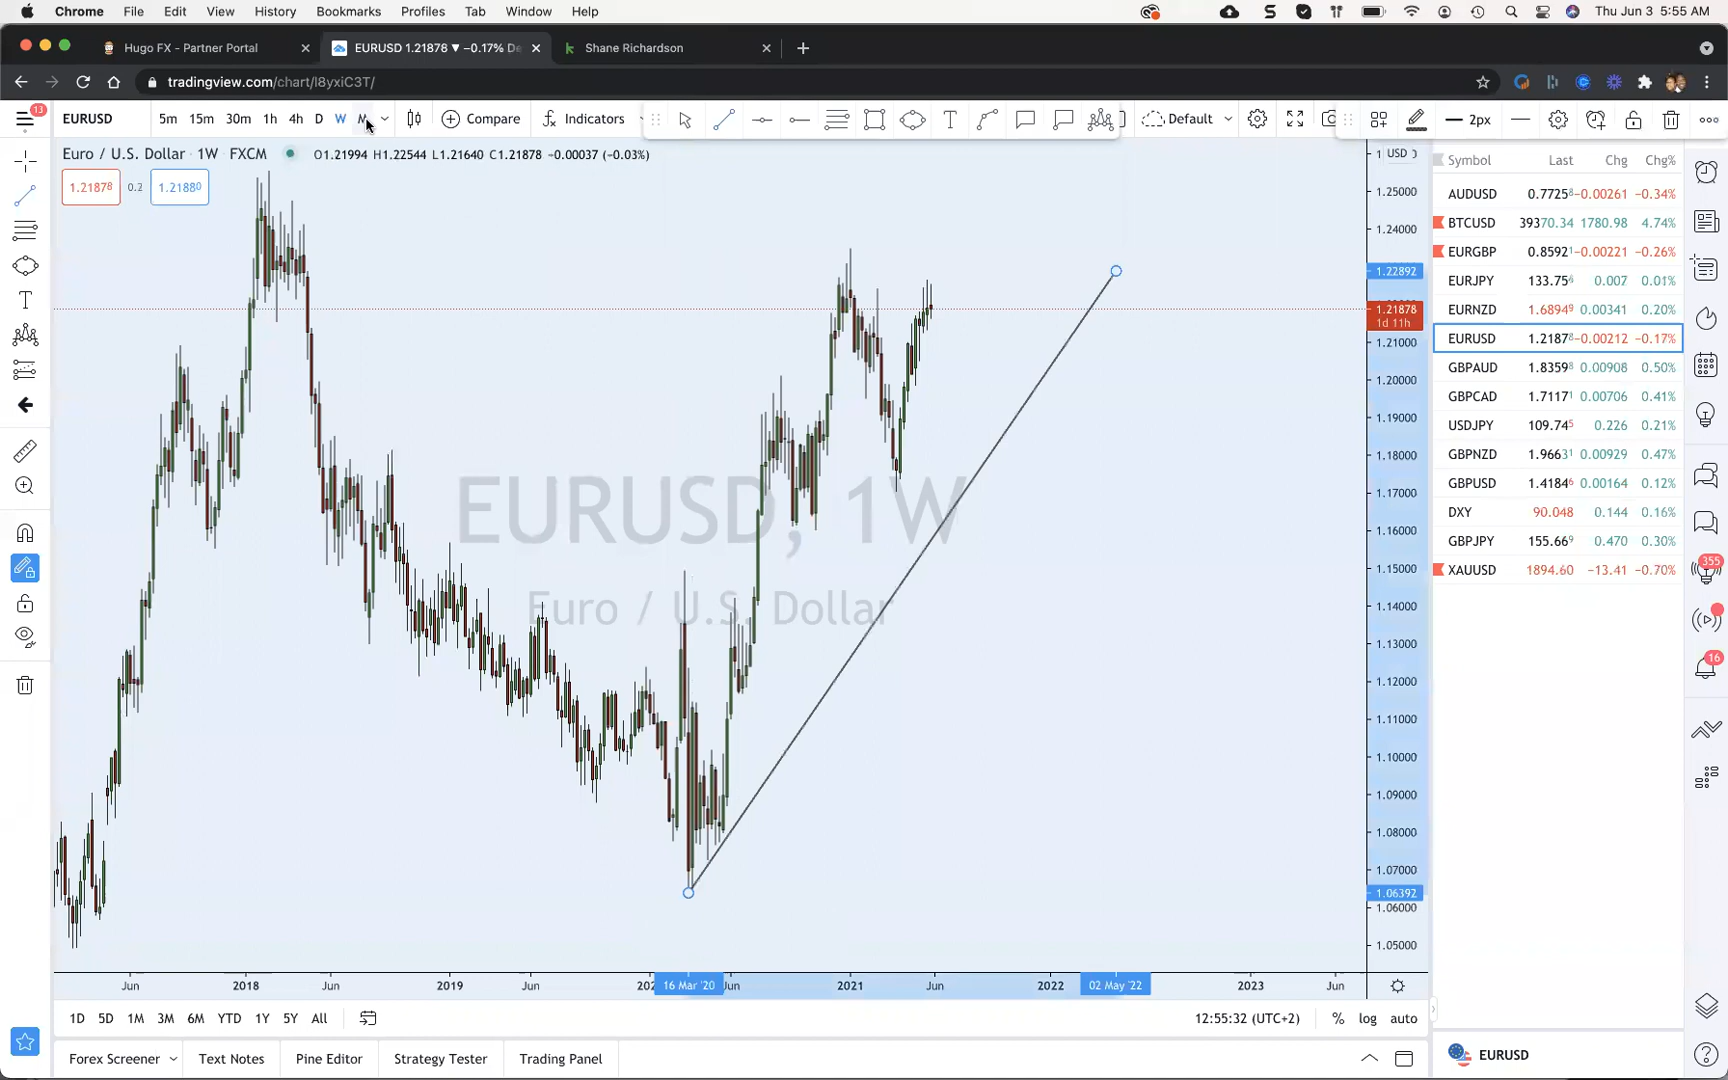 Chrome File Edit View History Bookmarks Profiles Tab Window Help Thu Jun 3 5:55 AM
Hugo FX - Partner Portal
EURUSD 1.21878 ▼ −0.17% De
Shane Richardson
tradingview.com/chart/l8yxiC3T/
13
EURUSD 5m 15m 30m 1h 4h D W M Compare Indicators Default 2px
Euro / U.S. Dollar · 1W · FXCM O1.21994 H1.22544 L1.21640 C1.21878 −0.00037 (−0.03%)
1.21878 0.2 1.21880
USD
1.25000
1.24000
1.22892
1.21878
1d 11h
1.21000
1.20000
1.19000
1.18000
1.17000
1.16000
1.15000
1.14000
1.13000
1.12000
1.11000
1.10000
1.09000
1.08000
1.07000
1.06392
1.06000
1.05000
EURUSD, 1W
Euro / U.S. Dollar
Jun 2018 Jun 2019 Jun 16 Mar '20 Jun 2021 Jun 2022 02 May '22 2023 Jun
1D 5D 1M 3M 6M YTD 1Y 5Y All 12:55:32 (UTC+2) % log auto
Forex Screener Text Notes Pine Editor Strategy Tester Trading Panel
Symbol Last Chg Chg%
AUDUSD 0.77258 −0.00261 −0.34%
BTCUSD 39370.34 1780.98 4.74%
EURGBP 0.85921 −0.00221 −0.26%
EURJPY 133.754 0.007 0.01%
EURNZD 1.68949 0.00341 0.20%
EURUSD 1.21878 −0.00212 −0.17%
GBPAUD 1.83598 0.00908 0.50%
GBPCAD 1.71171 0.00706 0.41%
USDJPY 109.745 0.226 0.21%
GBPNZD 1.96631 0.00929 0.47%
GBPUSD 1.41846 0.00164 0.12%
DXY 90.048 0.144 0.16%
GBPJPY 155.669 0.470 0.30%
XAUUSD 1894.60 −13.41 −0.70%
355
16
EURUSD